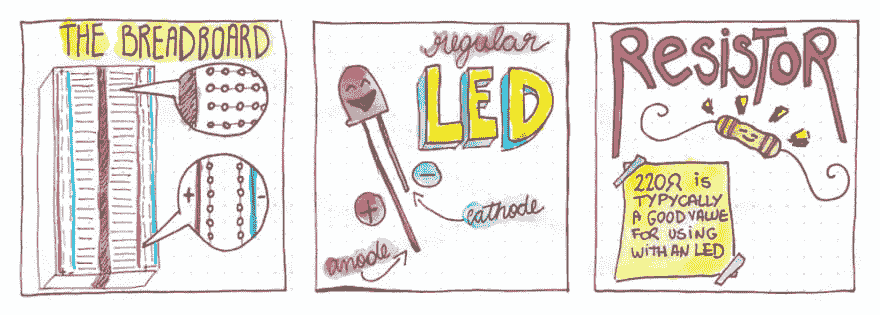 THE BREADBOARD
+
-
regular
LED
-
+
cathode
anode
RESISTOR
220Ω is
TYPYCALLY
A GOOD VALUE
FOR USING
WITH AN LED